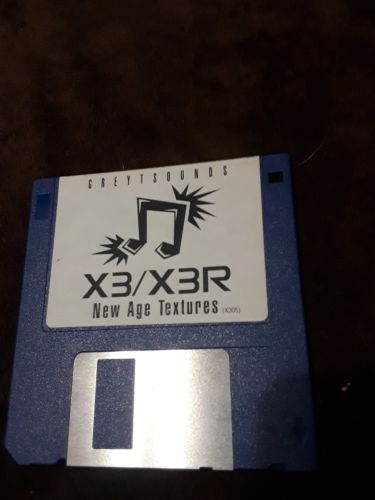 GREYTSOUNDS
X3/X3R
New Age Textures (X305)